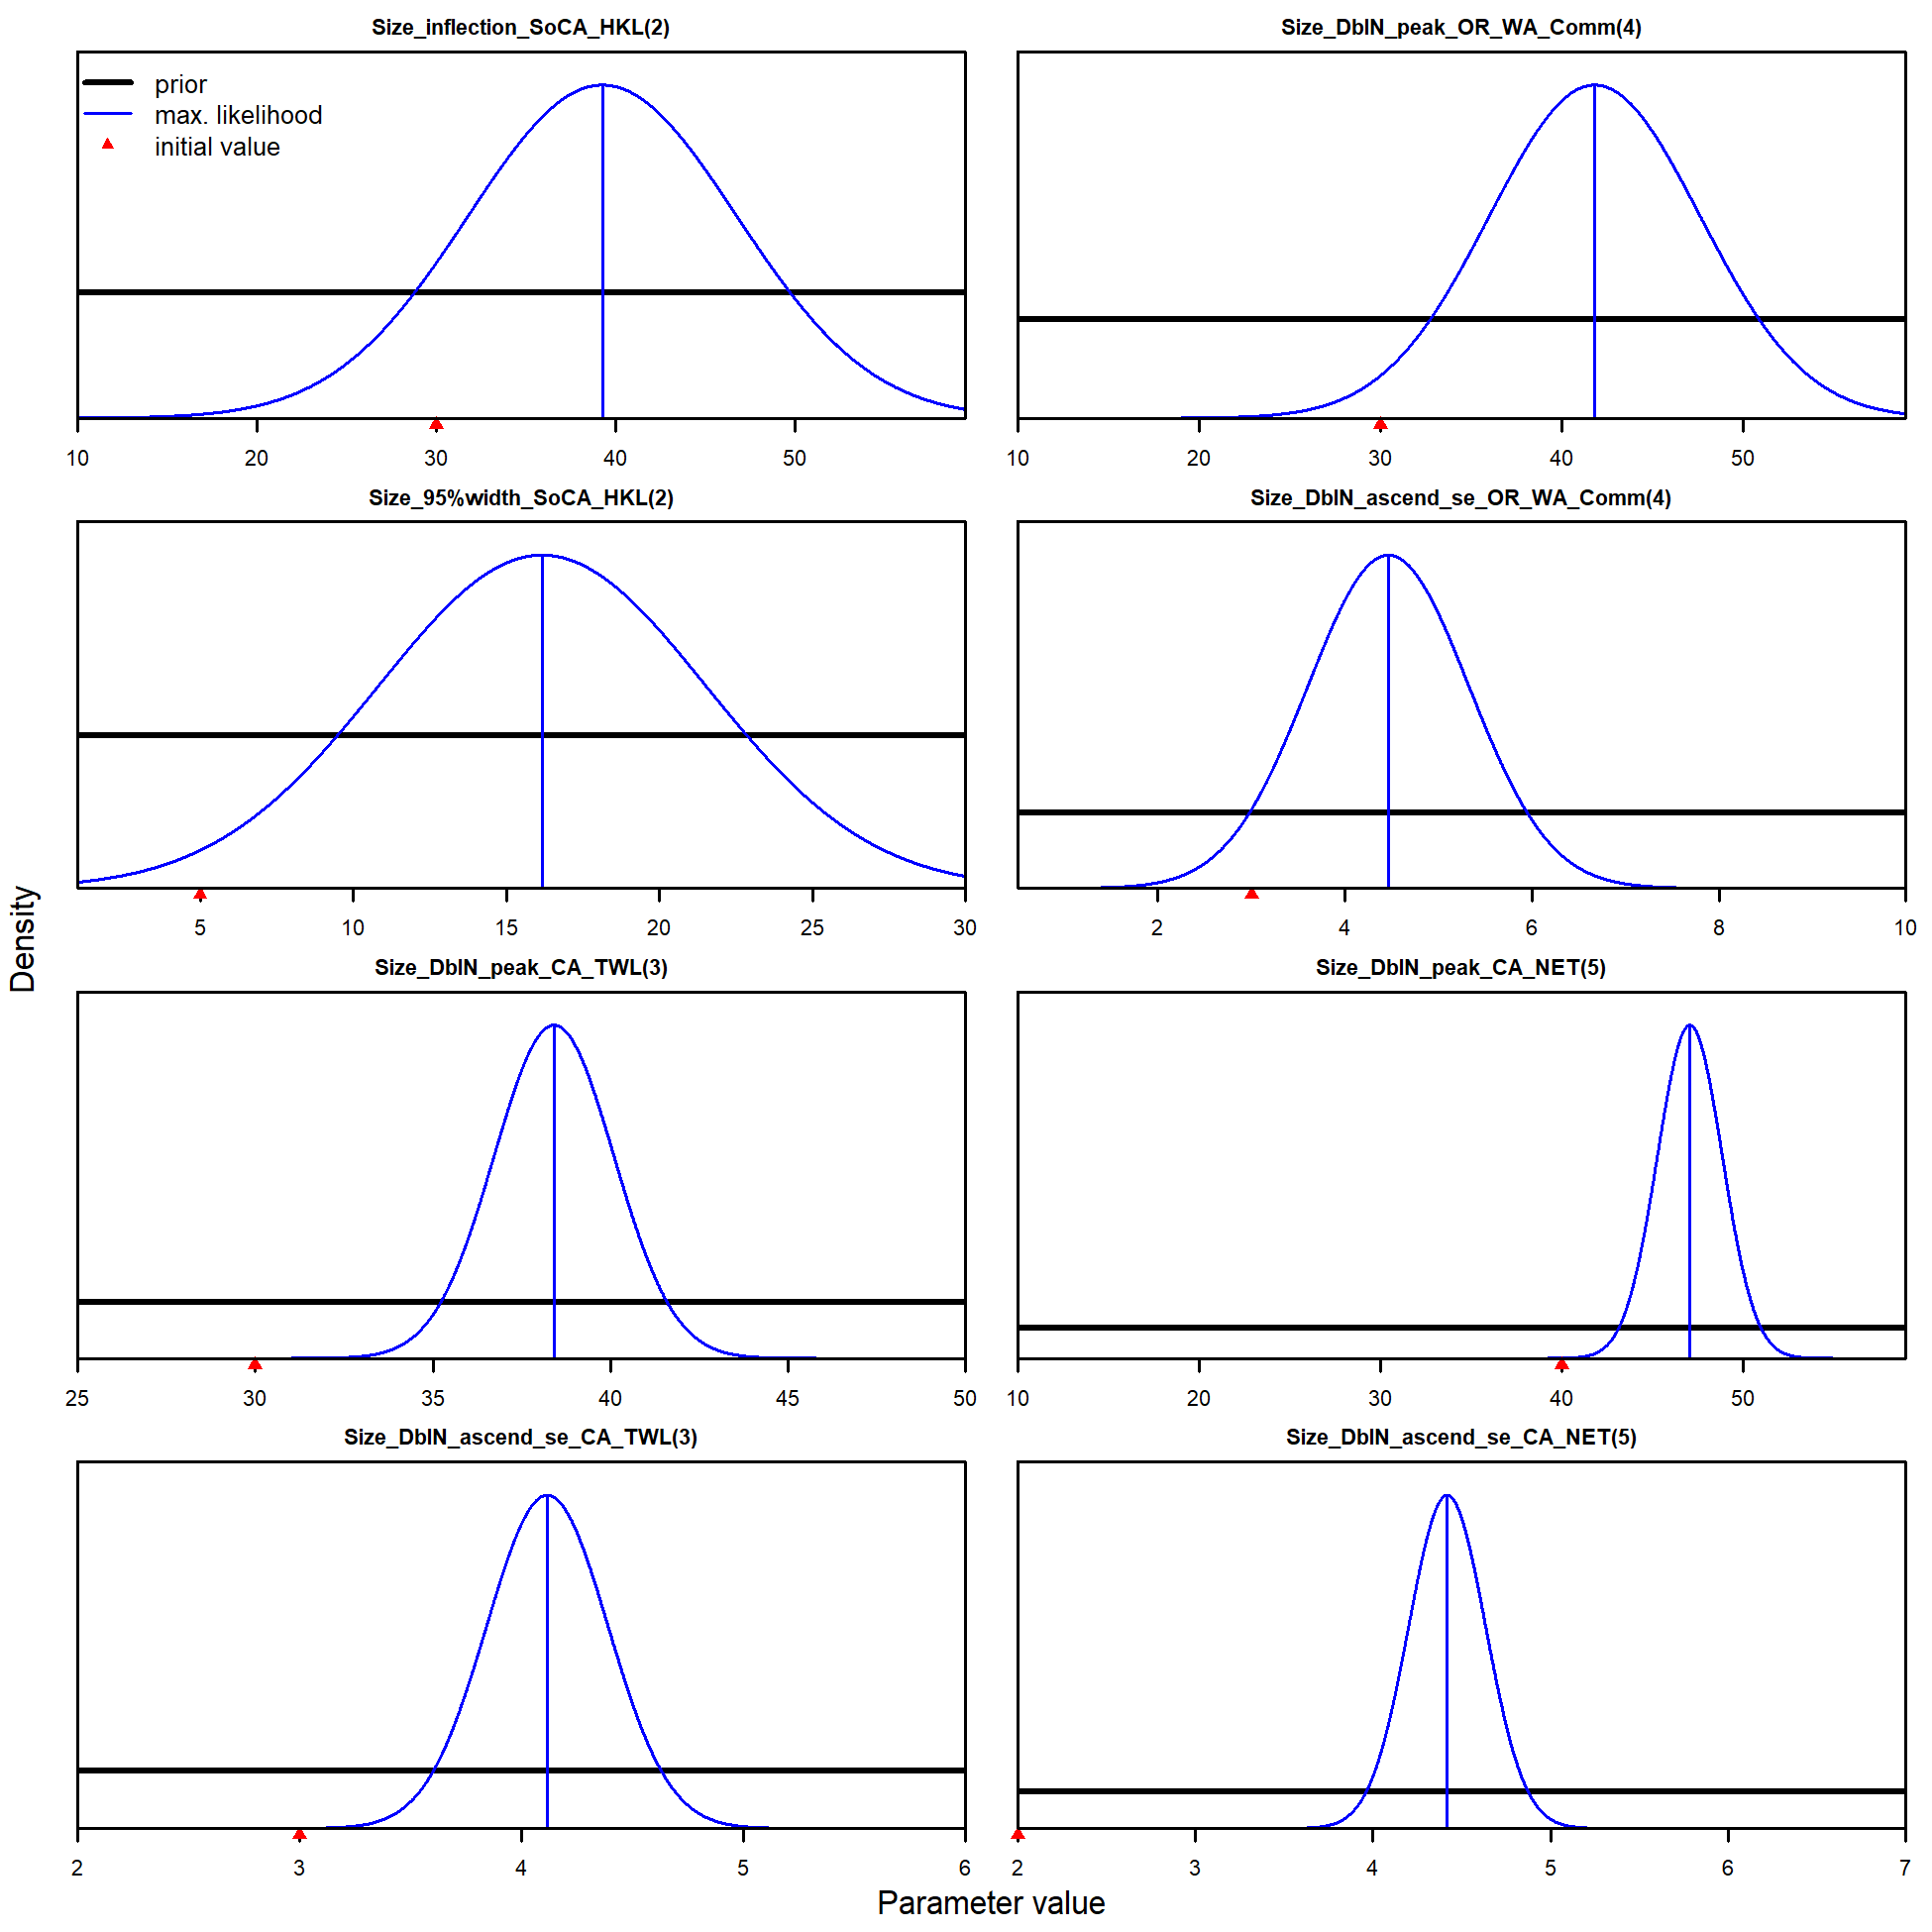 Size_inflection_SoCA_HKL(2)
prior
max. likelihood
initial value
10 20 30 40 50
Size_DblN_peak_OR_WA_Comm(4)
10 20 30 40 50
Size_95%width_SoCA_HKL(2)
5 10 15 20 25 30
Size_DblN_ascend_se_OR_WA_Comm(4)
2 4 6 8 10
Density
Size_DblN_peak_CA_TWL(3)
25 30 35 40 45 50
Size_DblN_peak_CA_NET(5)
10 20 30 40 50
Size_DblN_ascend_se_CA_TWL(3)
2 3 4 5 6
Size_DblN_ascend_se_CA_NET(5)
2 3 4 5 6 7
Parameter value